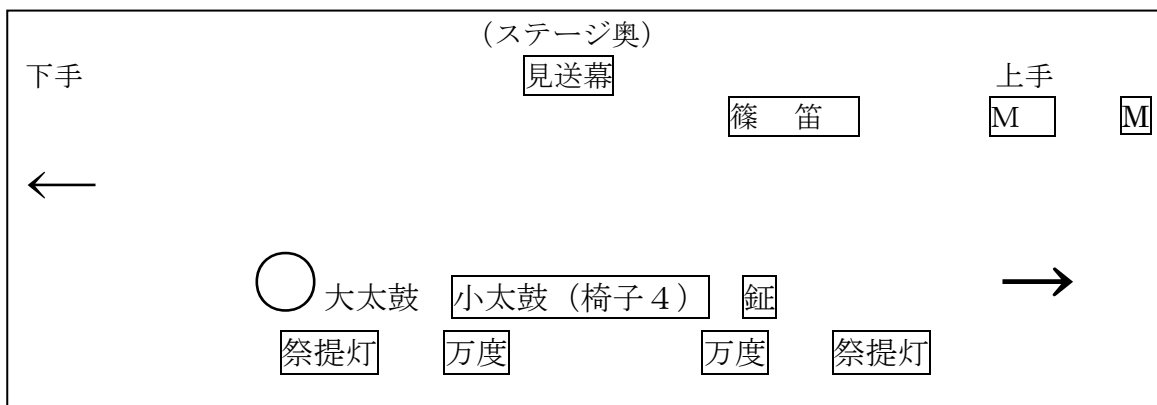 （ステージ奥）
下手 見送幕 上手
篠　笛 Ｍ M
大太鼓 小太鼓（椅子４） 鉦
祭提灯 万度 万度 祭提灯